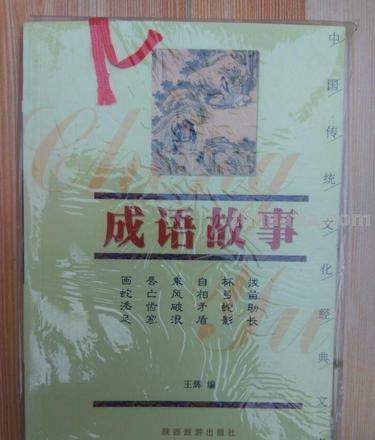 中国传统文化经典文
China
成语故事
画蛇添足
唇亡齿寒
乘风破浪
自相矛盾
杯弓蛇影
拔苗助长
编
陕西旅游出版社